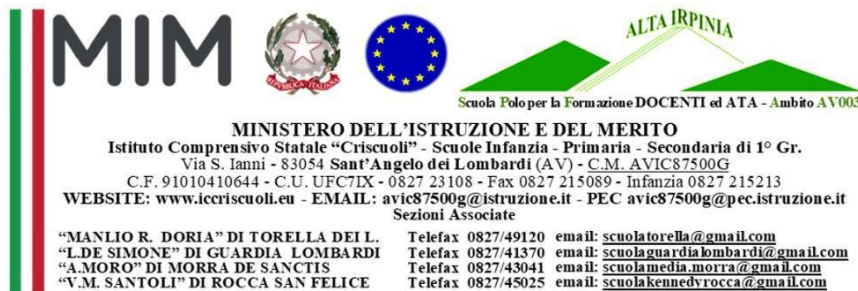 MIM
REPVBBLICA ITALIANA
ALTA IRPINIA
Scuola Polo per la Formazione DOCENTI ed ATA - Ambito AV003
MINISTERO DELL'ISTRUZIONE E DEL MERITO
Istituto Comprensivo Statale “Criscuoli” - Scuole Infanzia - Primaria - Secondaria di 1° Gr.
Via S. Ianni - 83054 Sant'Angelo dei Lombardi (AV) - C.M. AVIC87500G
C.F. 91010410644 - C.U. UFC7IX - 0827 23108 - Fax 0827 215089 - Infanzia 0827 215213
WEBSITE: www.iccriscuoli.eu - EMAIL: avic87500g@istruzione.it - PEC avic87500g@pec.istruzione.it
Sezioni Associate
“MANLIO R. DORIA” DI TORELLA DEI L. Telefax 0827/49120 email: scuolatorella@gmail.com
“L.DE SIMONE” DI GUARDIA LOMBARDI Telefax 0827/41370 email: scuolaguardialombardi@gmail.com
“A.MORO” DI MORRA DE SANCTIS Telefax 0827/43041 email: scuolamedia.morra@gmail.com
“V.M. SANTOLI” DI ROCCA SAN FELICE Telefax 0827/45025 email: scuolakennedyrocca@gmail.com